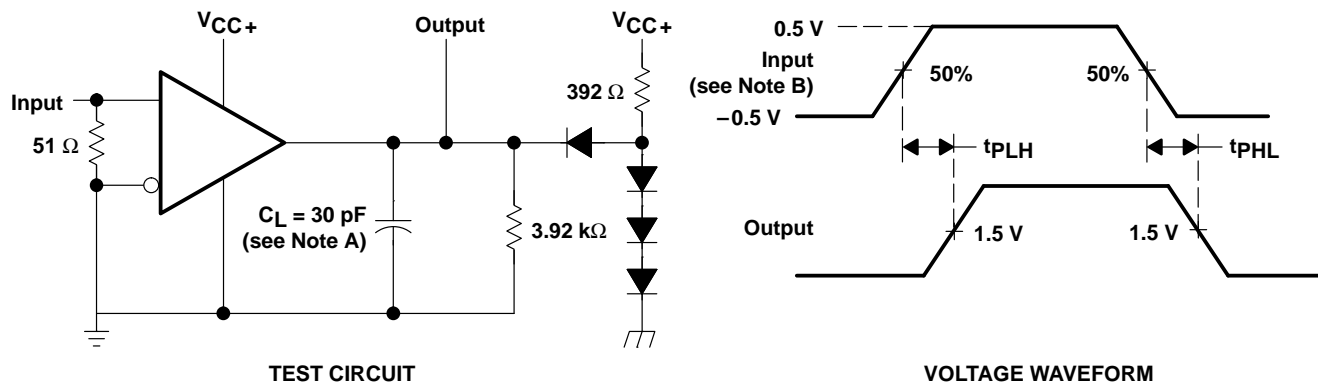 VCC+
Output
VCC+
Input
51 Ω
392 Ω
CL = 30 pF
(see Note A)
3.92 kΩ
TEST CIRCUIT
0.5 V
Input
(see Note B)
50%
50%
−0.5 V
tPLH
tPHL
Output
1.5 V
1.5 V
VOLTAGE WAVEFORM